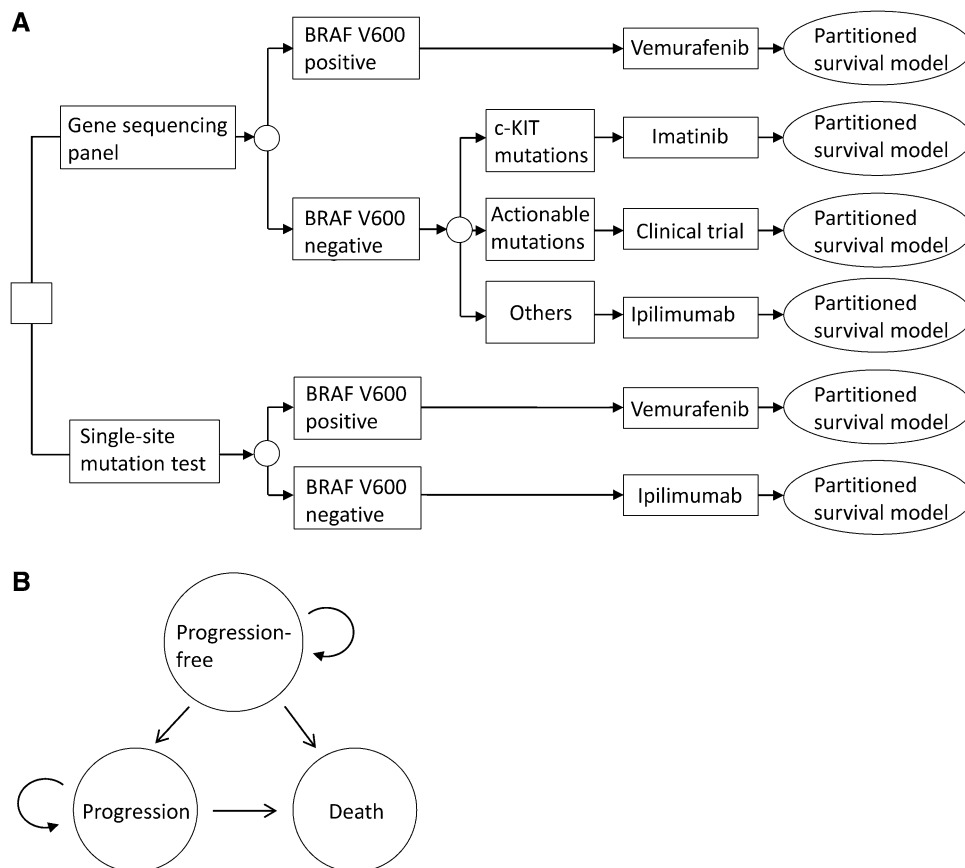 A
BRAF V600
positive
Vemurafenib
Partitioned
survival model
Gene sequencing
panel
c-KIT
mutations
Imatinib
Partitioned
survival model
BRAF V600
negative
Actionable
mutations
Clinical trial
Partitioned
survival model
Others
Ipilimumab
Partitioned
survival model
Single-site
mutation test
BRAF V600
positive
Vemurafenib
Partitioned
survival model
BRAF V600
negative
Ipilimumab
Partitioned
survival model
B
Progression-
free
Progression
Death